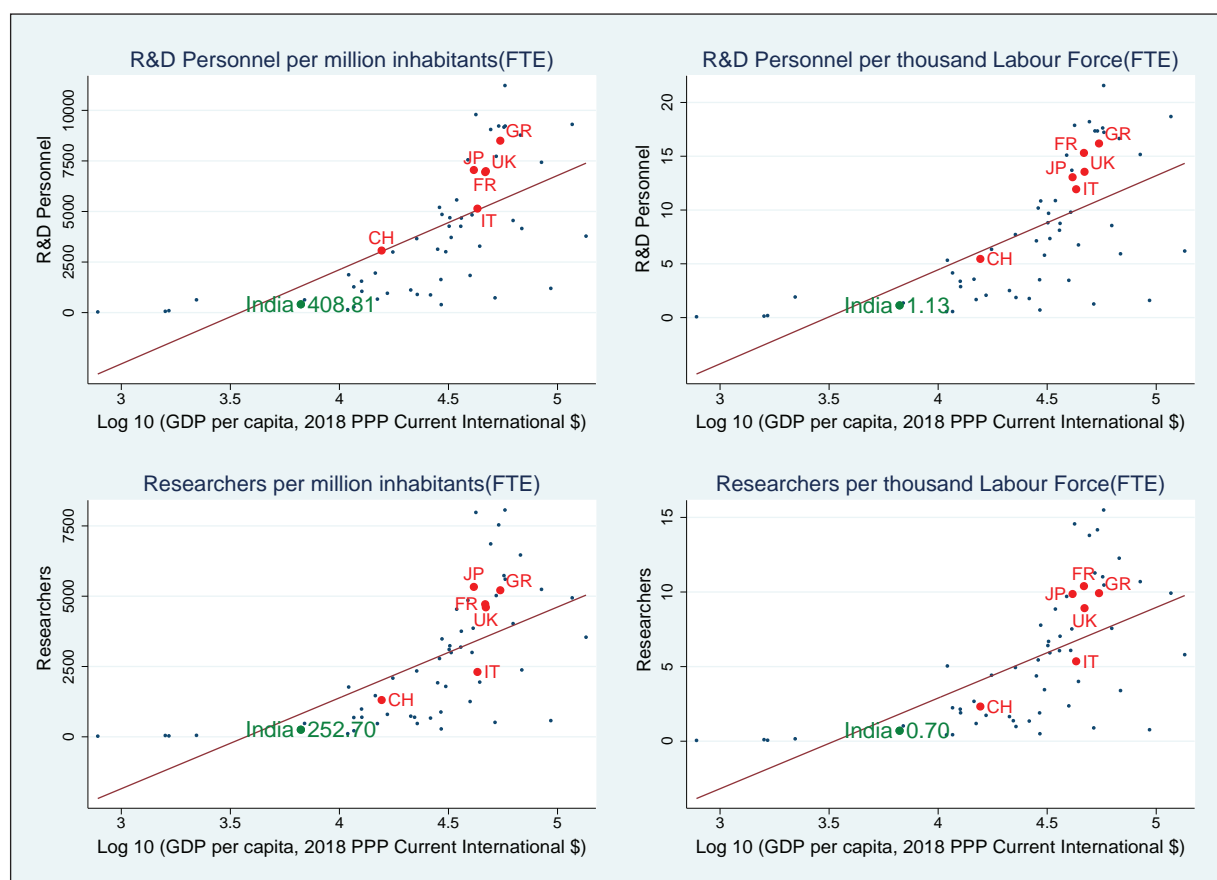 R&D Personnel per million inhabitants(FTE)
R&D Personnel
10000
7500
5000
2500
0
GR
JP
UK
FR
IT
CH
India 408.81
3 3.5 4 4.5 5
Log 10 (GDP per capita, 2018 PPP Current International $)
R&D Personnel per thousand Labour Force(FTE)
R&D Personnel
20
15
10
5
0
FR
GR
JP
UK
IT
CH
India 1.13
3 3.5 4 4.5 5
Log 10 (GDP per capita, 2018 PPP Current International $)
Researchers per million inhabitants(FTE)
Researchers
7500
5000
2500
0
JP
GR
FR
UK
IT
CH
India 252.70
3 3.5 4 4.5 5
Log 10 (GDP per capita, 2018 PPP Current International $)
Researchers per thousand Labour Force(FTE)
Researchers
15
10
5
0
FR
GR
JP
UK
IT
CH
India 0.70
3 3.5 4 4.5 5
Log 10 (GDP per capita, 2018 PPP Current International $)